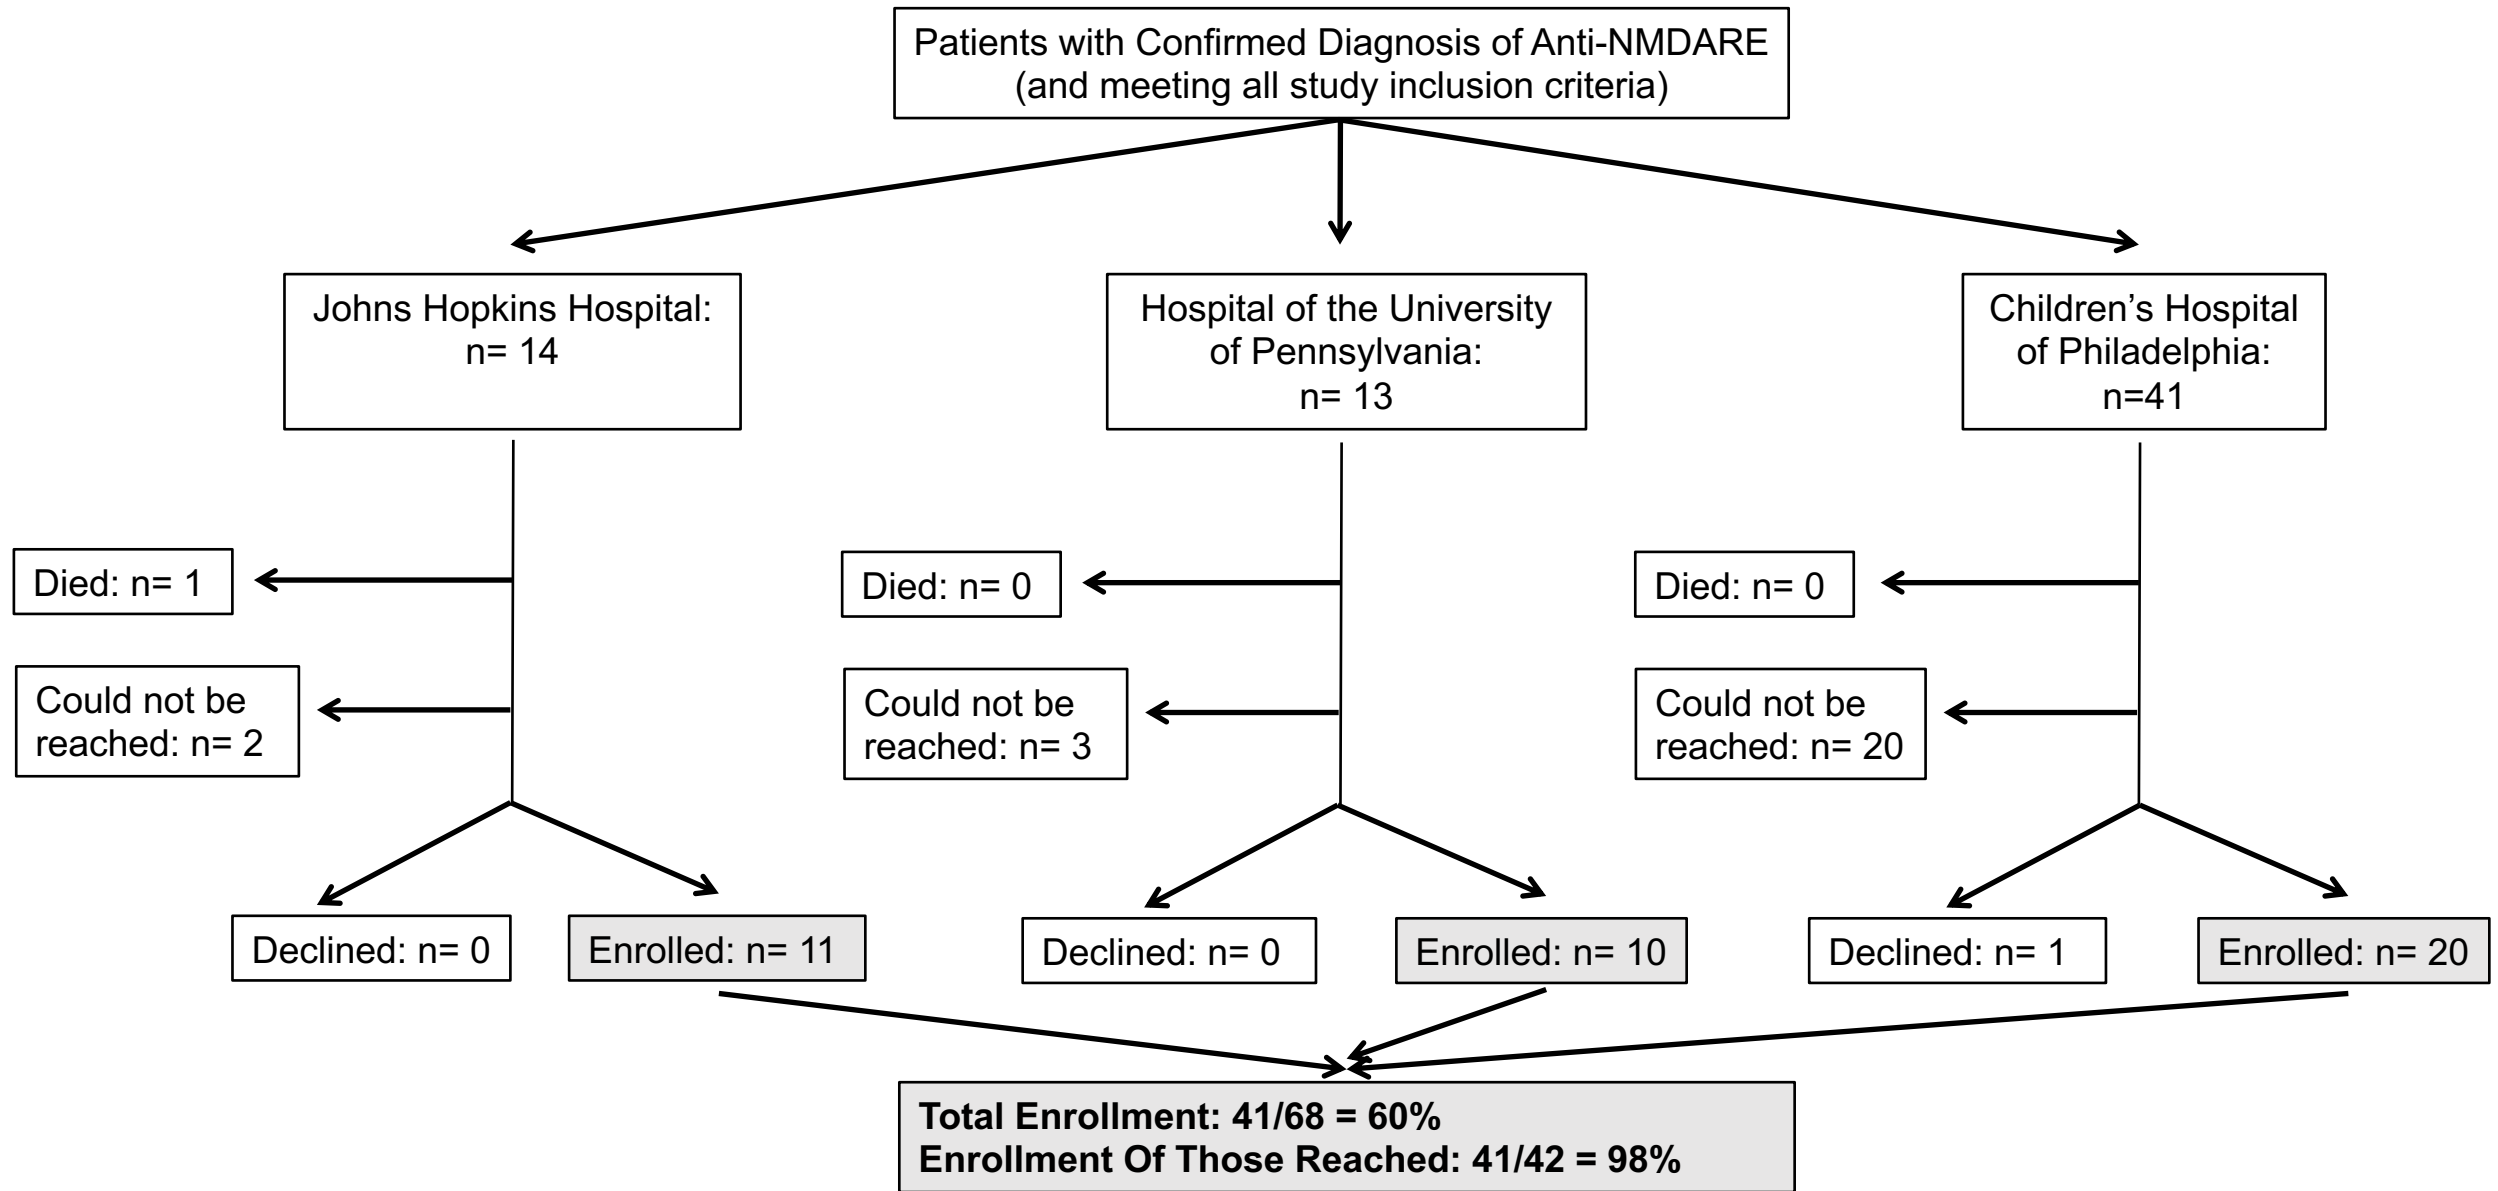 Patients with Confirmed Diagnosis of Anti-NMDARE
(and meeting all study inclusion criteria)
Johns Hopkins Hospital:
n= 14
Hospital of the University
of Pennsylvania:
n= 13
Children’s Hospital
of Philadelphia:
n=41
Died: n= 1
Died: n= 0
Died: n= 0
Could not be
reached: n= 2
Could not be
reached: n= 3
Could not be
reached: n= 20
Declined: n= 0
Enrolled: n= 11
Declined: n= 0
Enrolled: n= 10
Declined: n= 1
Enrolled: n= 20
Total Enrollment: 41/68 = 60%
Enrollment Of Those Reached: 41/42 = 98%